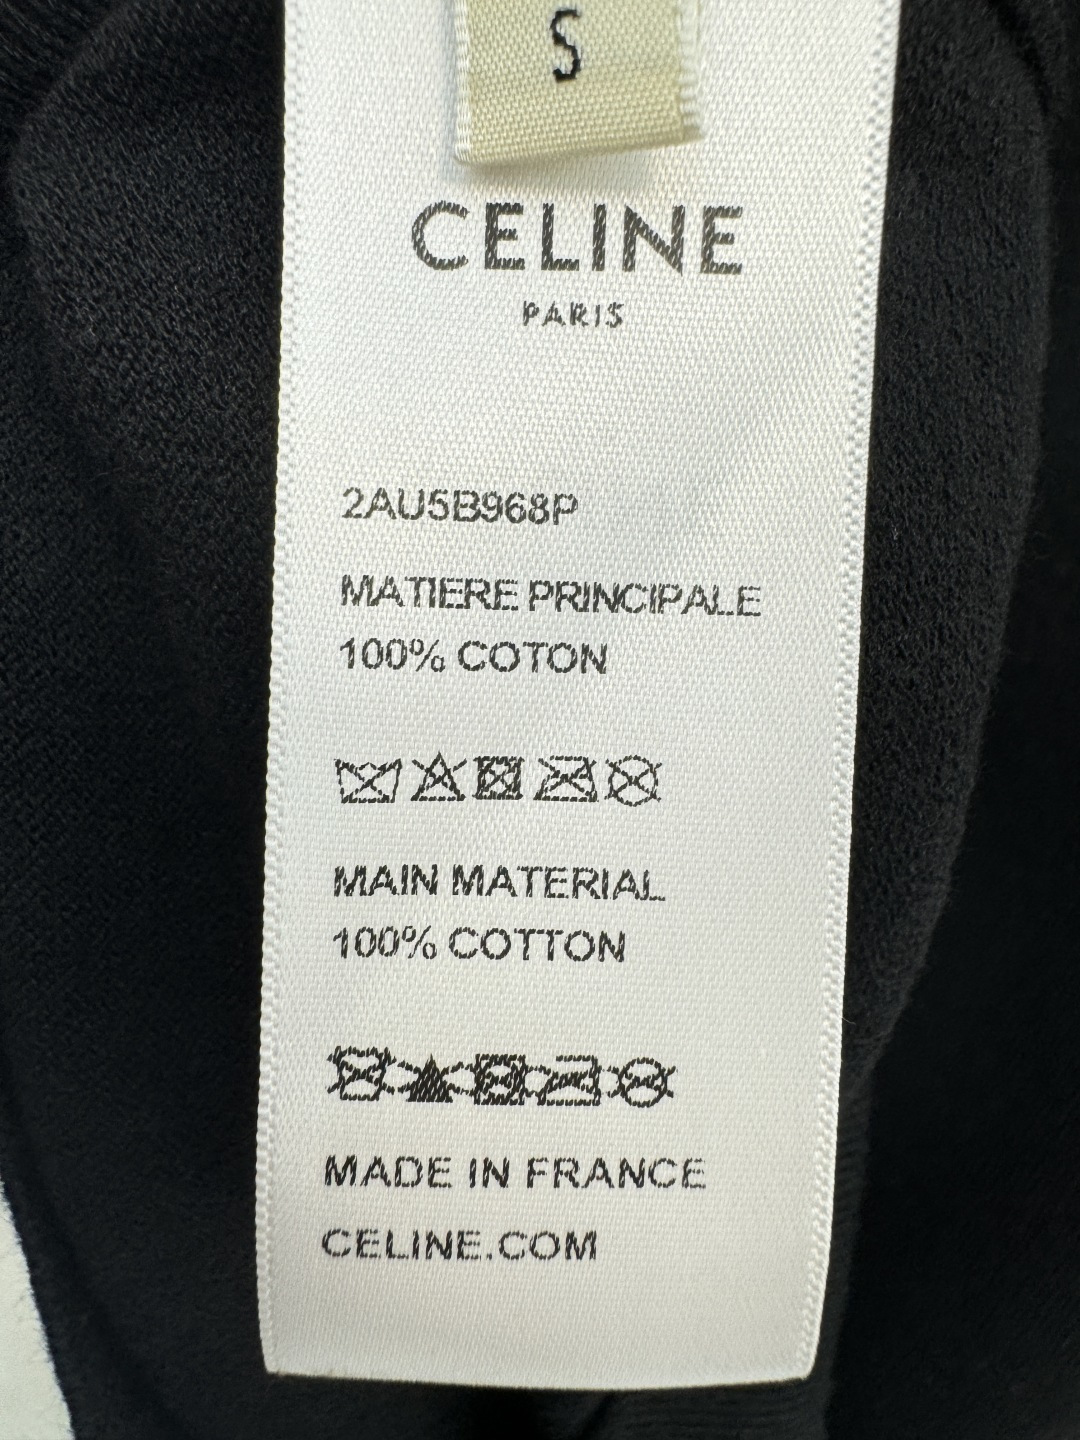 S
CELINE
PARIS
2AU5B968P
MATIERE PRINCIPALE
100% COTON
MAIN MATERIAL
100% COTTON
MADE IN FRANCE
CELINE.COM